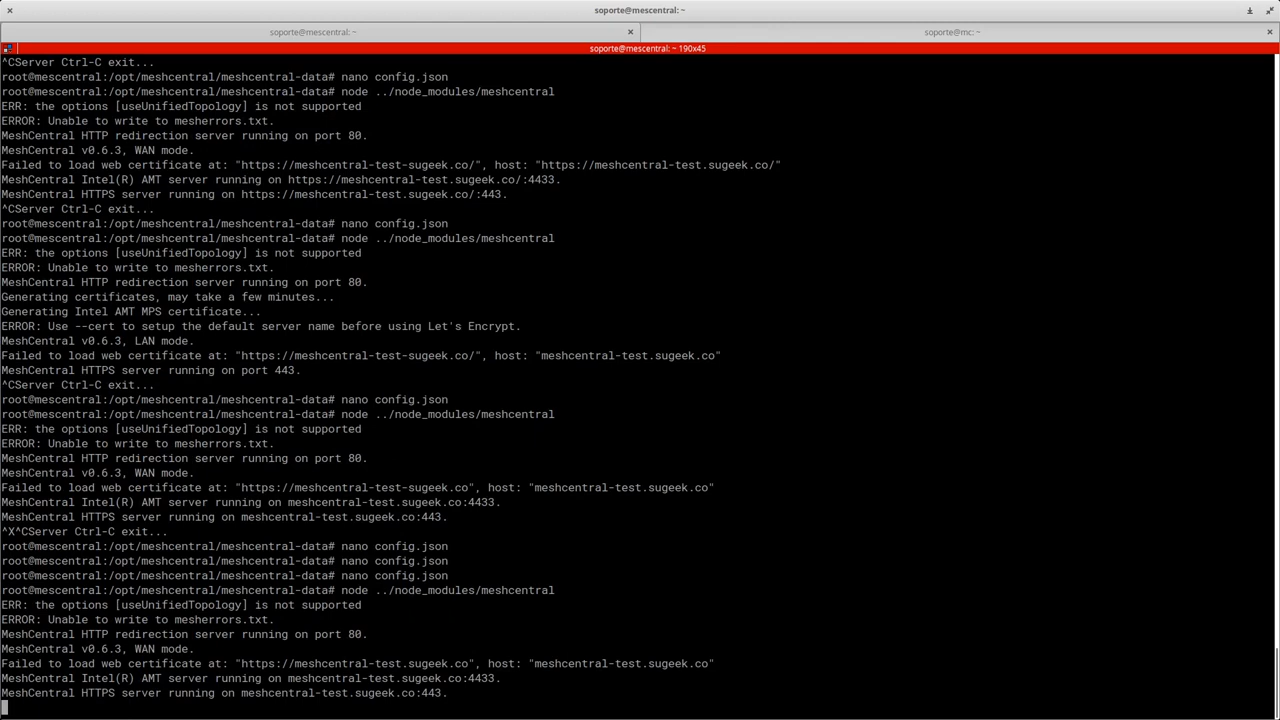 soporte@mescentral: ~
soporte@mescentral: ~
soporte@mc: ~
soporte@mescentral: ~ 190x45
^CServer Ctrl-C exit...
root@mescentral:/opt/meshcentral/meshcentral-data# nano config.json
root@mescentral:/opt/meshcentral/meshcentral-data# node ../node_modules/meshcentral
ERR: the options [useUnifiedTopology] is not supported
ERROR: Unable to write to mesherrors.txt.
MeshCentral HTTP redirection server running on port 80.
MeshCentral v0.6.3, WAN mode.
Failed to load web certificate at: "https://meshcentral-test-sugeek.co/", host: "https://meshcentral-test.sugeek.co/"
MeshCentral Intel(R) AMT server running on https://meshcentral-test.sugeek.co/:4433.
MeshCentral HTTPS server running on https://meshcentral-test.sugeek.co/:443.
^CServer Ctrl-C exit...
root@mescentral:/opt/meshcentral/meshcentral-data# nano config.json
root@mescentral:/opt/meshcentral/meshcentral-data# node ../node_modules/meshcentral
ERR: the options [useUnifiedTopology] is not supported
ERROR: Unable to write to mesherrors.txt.
MeshCentral HTTP redirection server running on port 80.
Generating certificates, may take a few minutes...
Generating Intel AMT MPS certificate...
ERROR: Use --cert to setup the default server name before using Let's Encrypt.
MeshCentral v0.6.3, LAN mode.
Failed to load web certificate at: "https://meshcentral-test-sugeek.co/", host: "meshcentral-test.sugeek.co"
MeshCentral HTTPS server running on port 443.
^CServer Ctrl-C exit...
root@mescentral:/opt/meshcentral/meshcentral-data# nano config.json
root@mescentral:/opt/meshcentral/meshcentral-data# node ../node_modules/meshcentral
ERR: the options [useUnifiedTopology] is not supported
ERROR: Unable to write to mesherrors.txt.
MeshCentral HTTP redirection server running on port 80.
MeshCentral v0.6.3, WAN mode.
Failed to load web certificate at: "https://meshcentral-test-sugeek.co", host: "meshcentral-test.sugeek.co"
MeshCentral Intel(R) AMT server running on meshcentral-test.sugeek.co:4433.
MeshCentral HTTPS server running on meshcentral-test.sugeek.co:443.
^X^CServer Ctrl-C exit...
root@mescentral:/opt/meshcentral/meshcentral-data# nano config.json
root@mescentral:/opt/meshcentral/meshcentral-data# nano config.json
root@mescentral:/opt/meshcentral/meshcentral-data# nano config.json
root@mescentral:/opt/meshcentral/meshcentral-data# node ../node_modules/meshcentral
ERR: the options [useUnifiedTopology] is not supported
ERROR: Unable to write to mesherrors.txt.
MeshCentral HTTP redirection server running on port 80.
MeshCentral v0.6.3, WAN mode.
Failed to load web certificate at: "https://meshcentral-test-sugeek.co", host: "meshcentral-test.sugeek.co"
MeshCentral Intel(R) AMT server running on meshcentral-test.sugeek.co:4433.
MeshCentral HTTPS server running on meshcentral-test.sugeek.co:443.